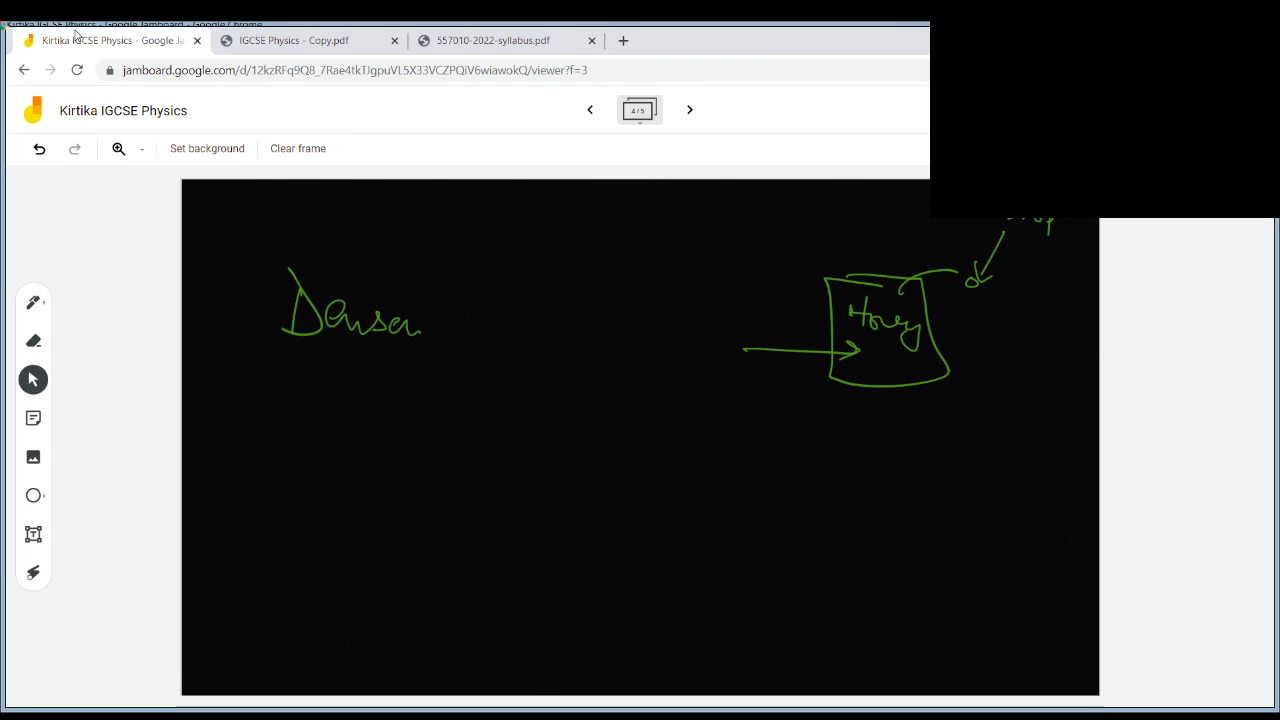 Kirtika IGCSE Physics - Google Jamboard - Google Chrome
Kirtika IGCSE Physics - Google Ja
IGCSE Physics - Copy.pdf
557010-2022-syllabus.pdf
jamboard.google.com/d/12kzRFq9Q8_7Rae4tkTJgpuVL5X33VCZPQiV6wiawokQ/viewer?f=3
Kirtika IGCSE Physics
4 / 5
Set background
Clear frame
Honey